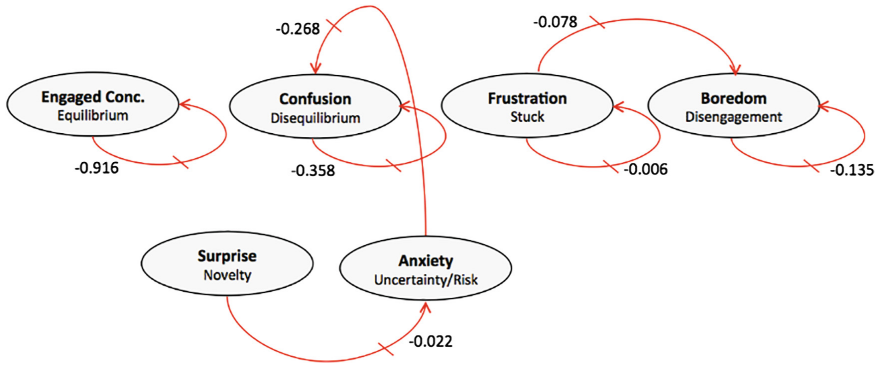 -0.268
-0.078
Engaged Conc.
Equilibrium
Confusion
Disequilibrium
Frustration
Stuck
Boredom
Disengagement
-0.916
-0.358
-0.006
-0.135
Surprise
Novelty
Anxiety
Uncertainty/Risk
-0.022